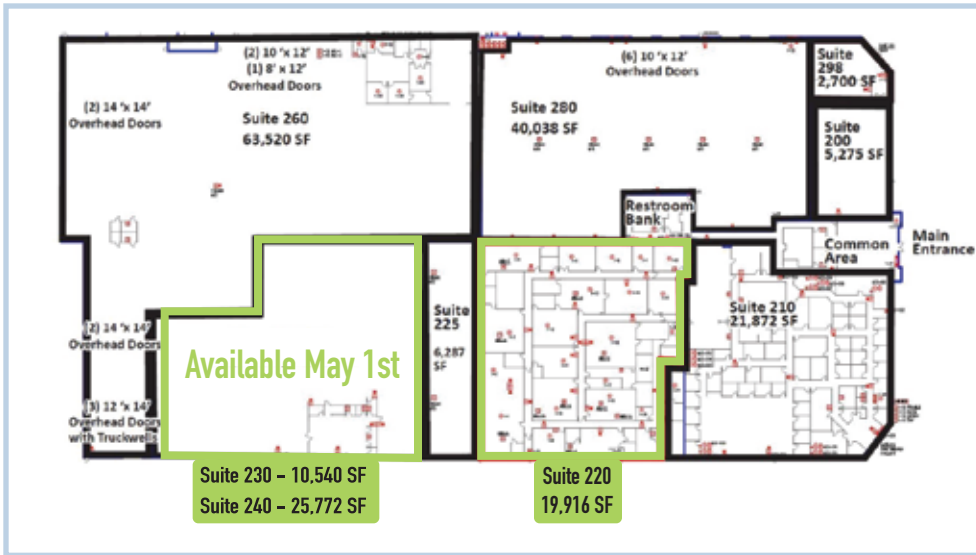 (2) 10 'x 12'
(1) 8' x 12'
Overhead Doors
(2) 14 'x 14'
Overhead Doors
Suite 260
63,520 SF
(6) 10 'x 12'
Overhead Doors
Suite 280
40,038 SF
Suite
298
2,700 SF
Suite
200
5,275 SF
Restroom
Bank
Common
Area
Main
Entrance
Suite
225
6,287
SF
Suite 210
21,872 SF
(2) 14 'x 14'
Overhead Doors
(3) 12 'x 14'
Overhead Doors
with Truckwells
Available May 1st
Suite 230 – 10,540 SF
Suite 240 – 25,772 SF
Suite 220
19,916 SF